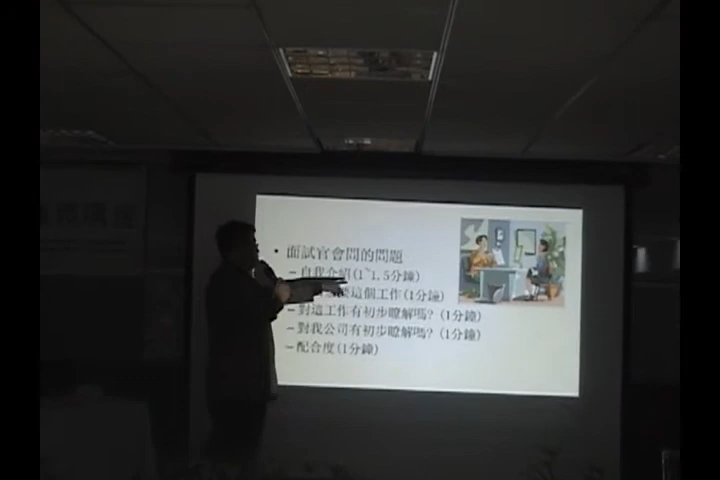 • 面試官會問的問題
– 自我介紹(1~1.5分鐘)
這個工作(1分鐘)
– 對這工作有初步瞭解嗎?(1分鐘)
– 對我公司有初步瞭解嗎?(1分鐘)
– 配合度(1分鐘)